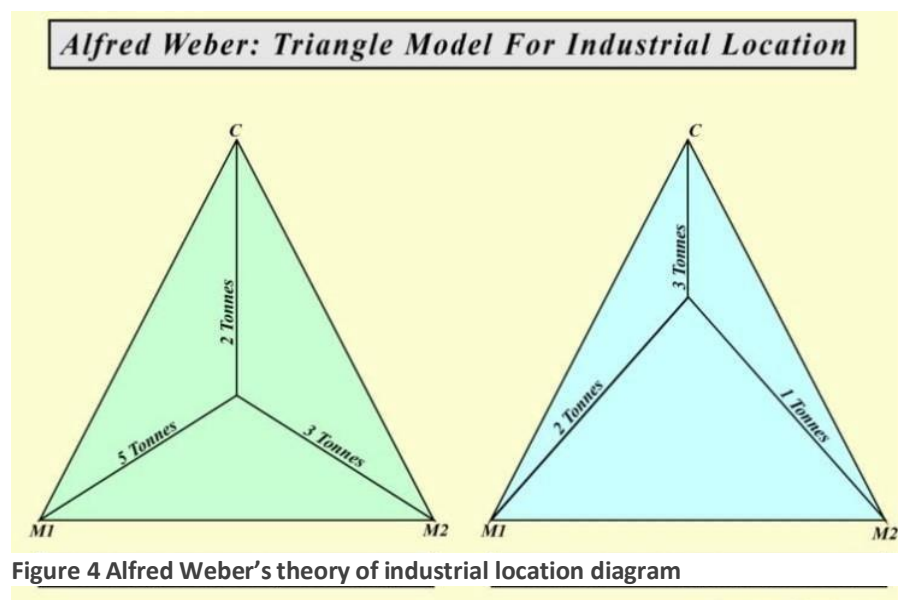 Alfred Weber: Triangle Model For Industrial Location
C
2 Tonnes
5 Tonnes
3 Tonnes
M1
M2
C
3 Tonnes
2 Tonnes
1 Tonnes
M1
M2
Figure 4 Alfred Weber's theory of industrial location diagram